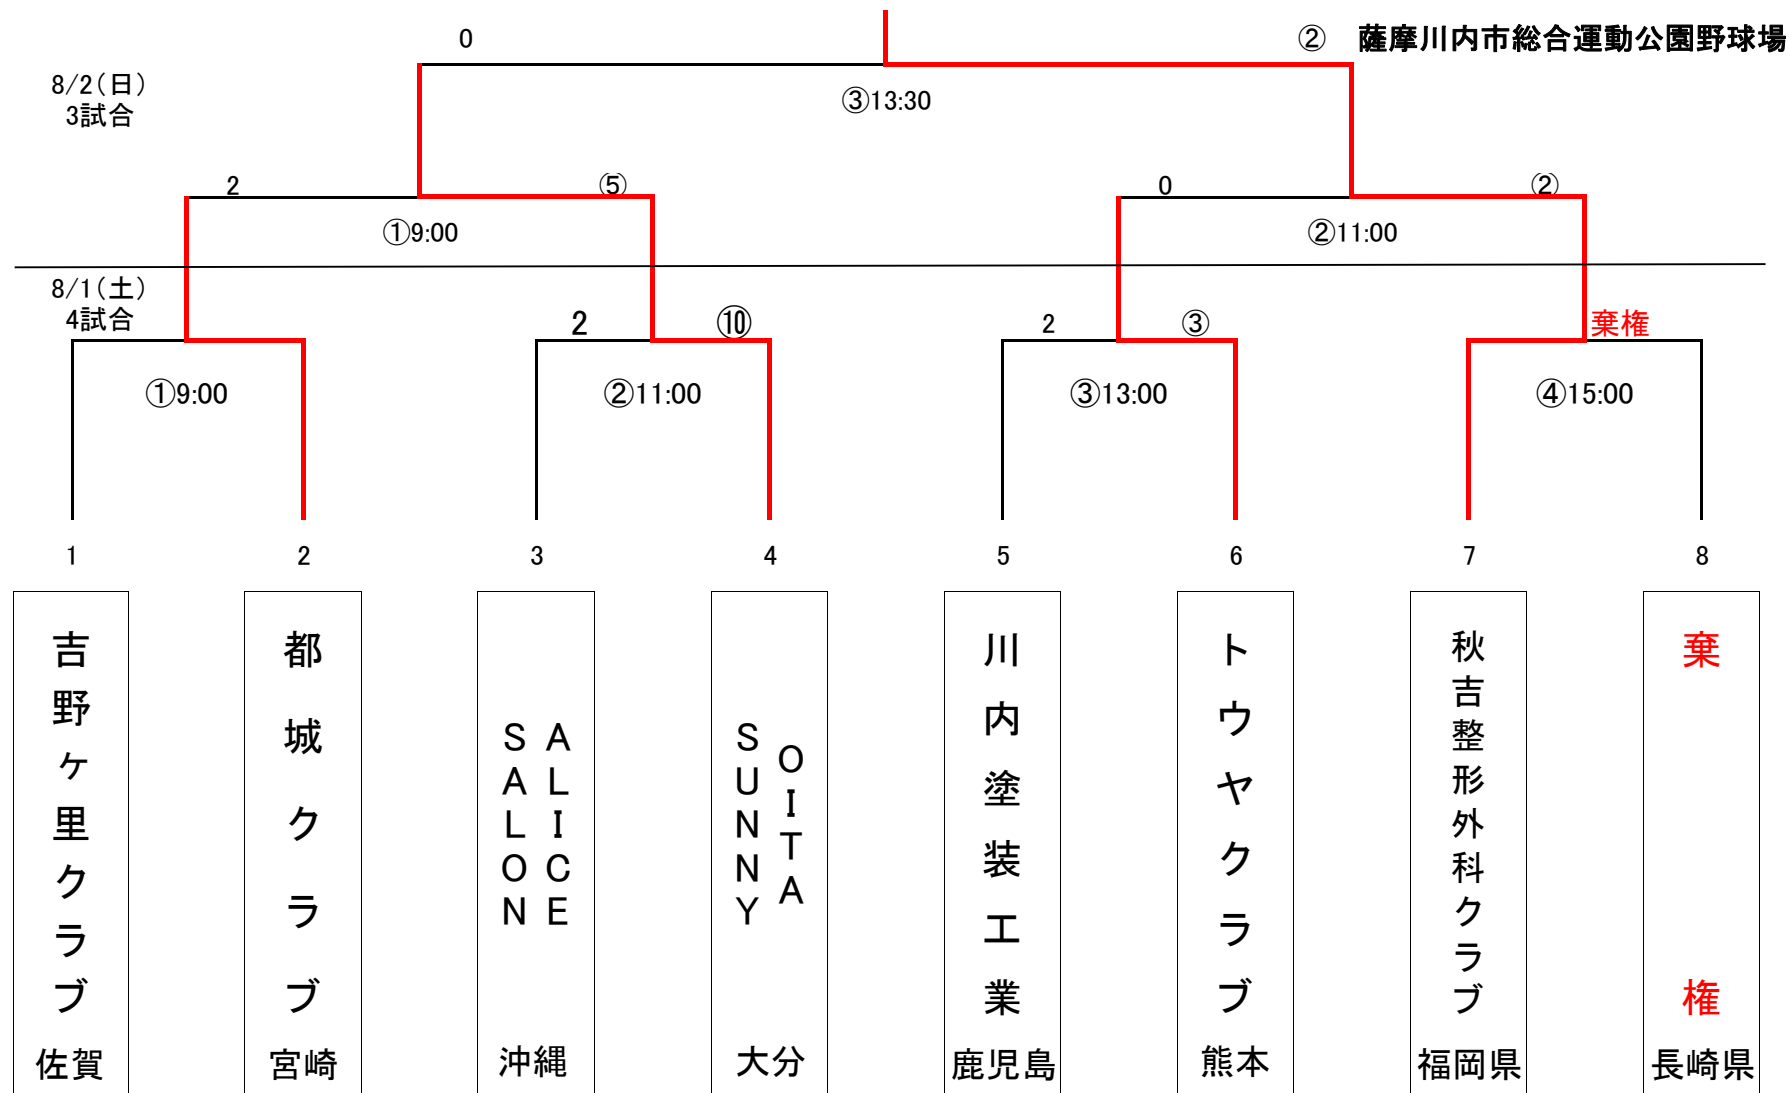 0
② 薩摩川内市総合運動公園野球場
8/2(日)
3試合
③13:30
2
⑤
0
②
①9:00
②11:00
8/1(土)
4試合
2
⑩
2
③
棄権
①9:00
②11:00
③13:00
④15:00
1
2
3
4
5
6
7
8
吉野ヶ里クラブ
佐賀
都城クラブ
宮崎
ALICE
SALON
沖縄
OITA
SUNNY
大分
川内塗装工業
鹿児島
トウヤクラブ
熊本
秋吉整形外科クラブ
福岡県
棄権
長崎県